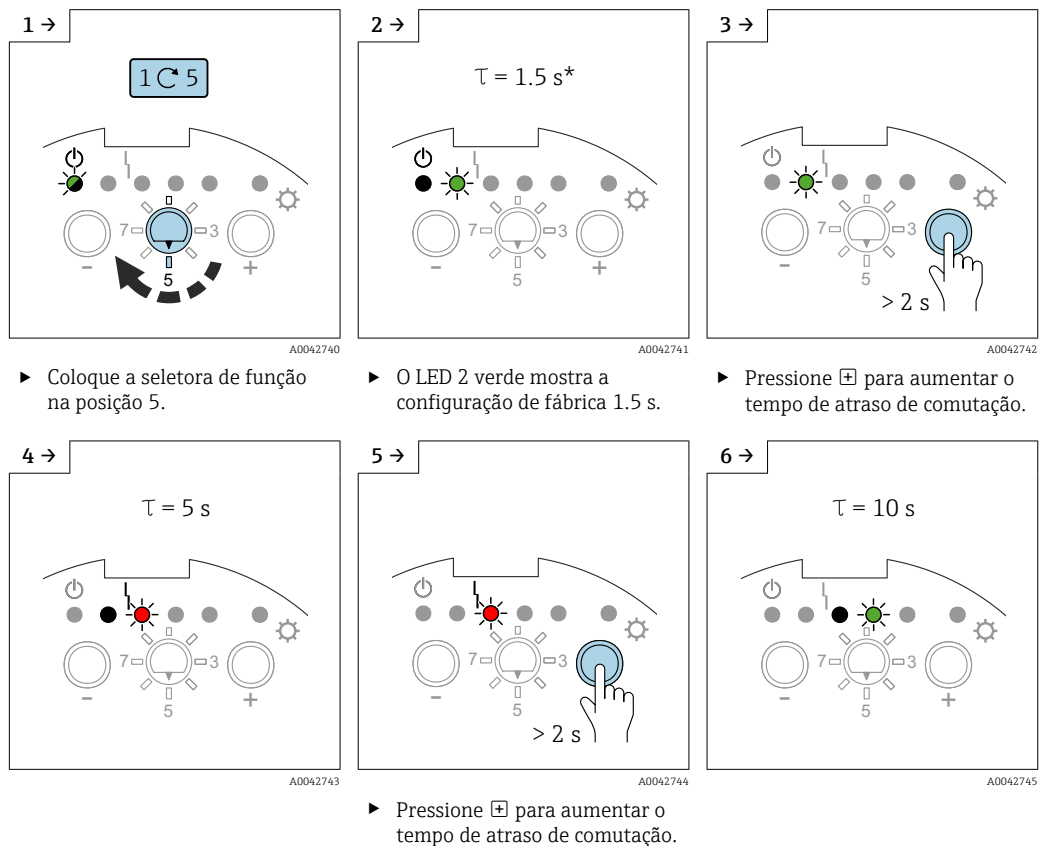 1 →
1 5
7
3
5
-
+
A0042740
▶ Coloque a seletora de função
na posição 5.
2 →
τ = 1.5 s*
7
3
5
-
+
A0042741
▶ O LED 2 verde mostra a
configuração de fábrica 1.5 s.
3 →
7
3
5
-
> 2 s
A0042742
▶ Pressione + para aumentar o
tempo de atraso de comutação.
4 →
τ = 5 s
7
3
5
-
+
A0042743
5 →
7
3
5
-
> 2 s
A0042744
▶ Pressione + para aumentar o
tempo de atraso de comutação.
6 →
τ = 10 s
7
3
5
-
+
A0042745